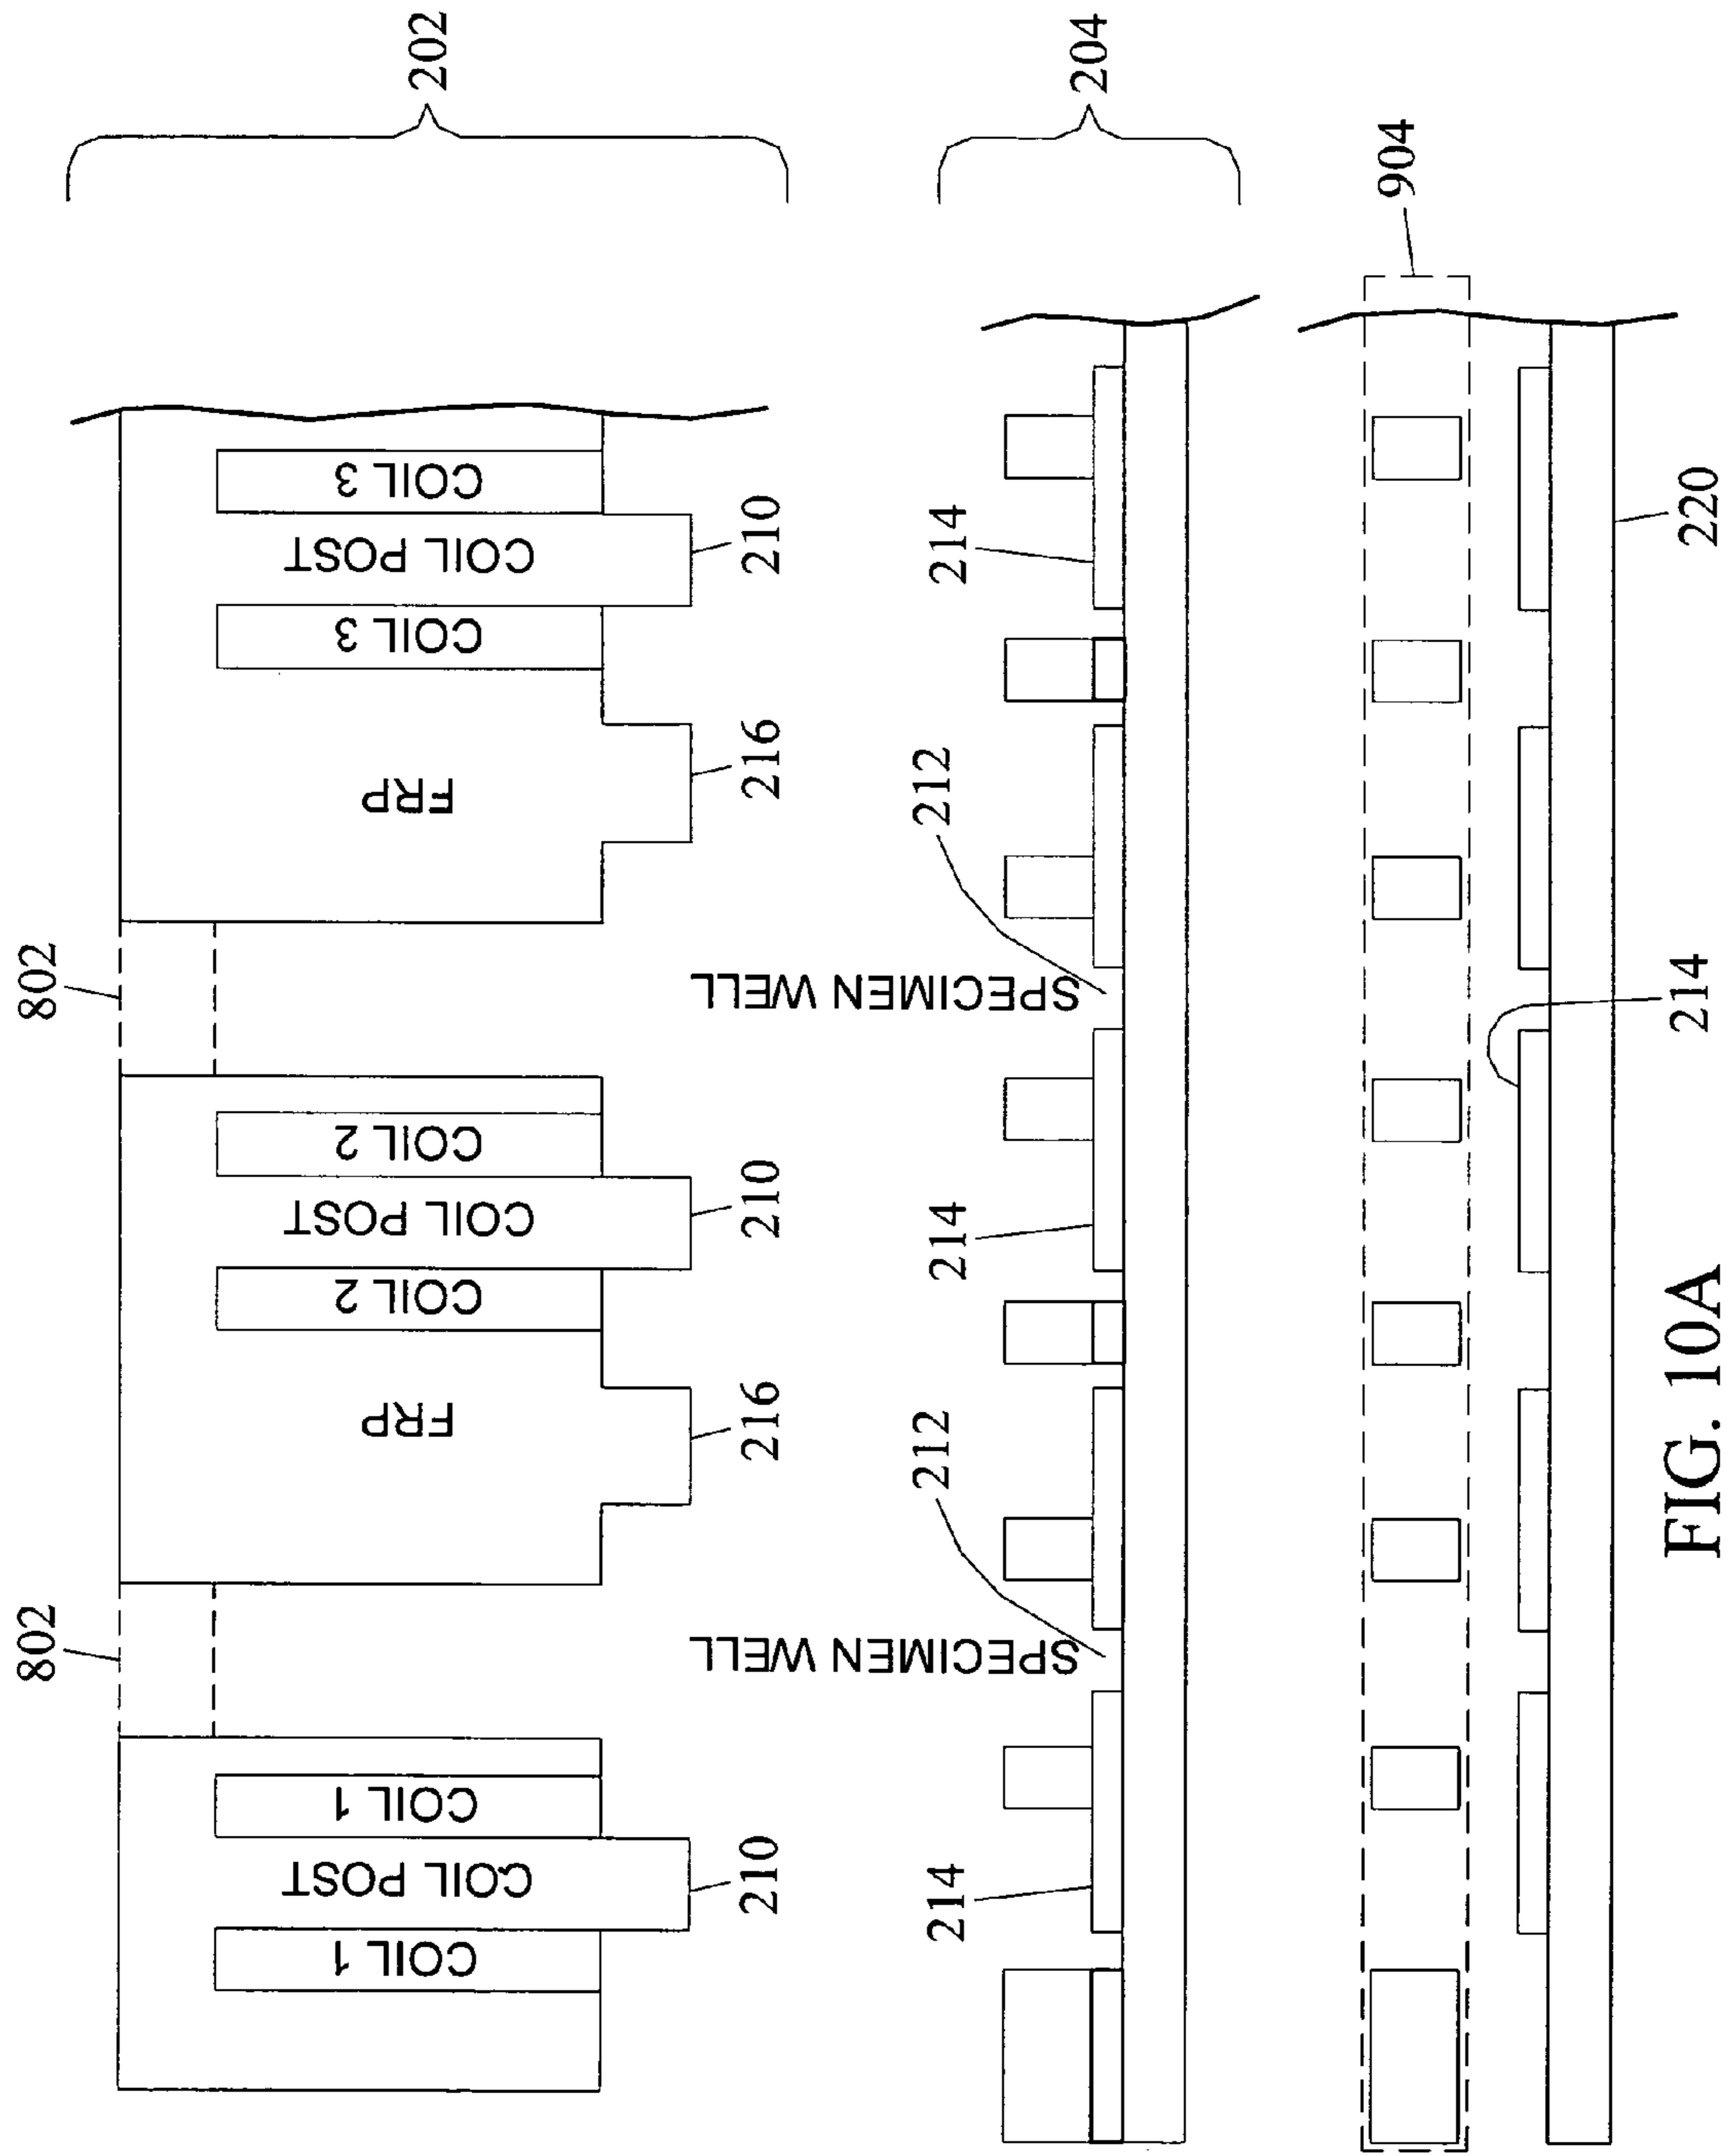 802
802
202
COIL 1
COIL POST
COIL 1
FRP
COIL 2
COIL POST
COIL 2
FRP
COIL 3
COIL POST
COIL 3
210
216
210
216
210
SPECIMEN WELL
SPECIMEN WELL
204
214
212
214
212
214
904
214
220
FIG. 10A